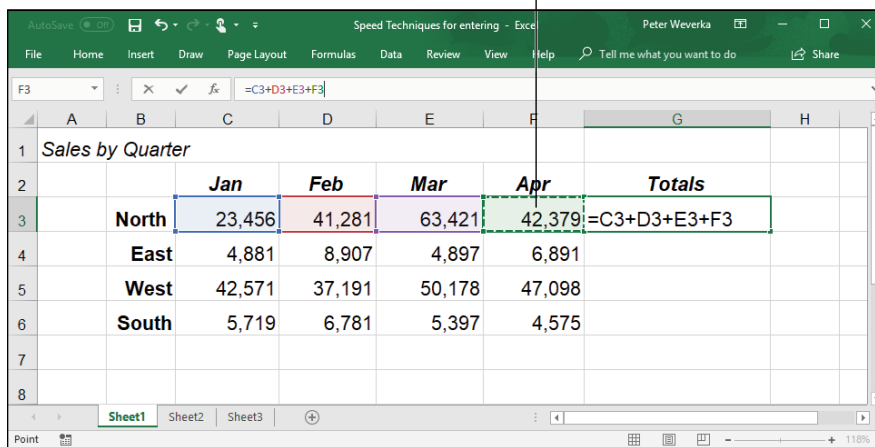 AutoSave Off Speed Techniques for entering - Excel Peter Weverka
File Home Insert Draw Page Layout Formulas Data Review View Help Tell me what you want to do Share
F3 fx =C3+D3+E3+F3
A B C D E F G H
1 Sales by Quarter
2 Jan Feb Mar Apr Totals
3 North 23,456 41,281 63,421 42,379 =C3+D3+E3+F3
4 East 4,881 8,907 4,897 6,891
5 West 42,571 37,191 50,178 47,098
6 South 5,719 6,781 5,397 4,575
7
8
Sheet1 Sheet2 Sheet3
Point 118%